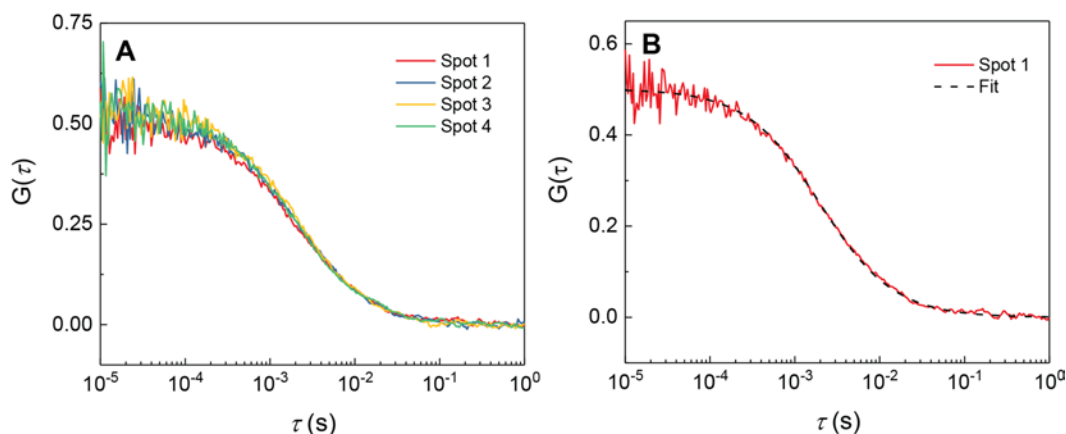 A
Spot 1
Spot 2
Spot 3
Spot 4
0.75
0.50
0.25
0.00
G(τ)
10⁻⁵ 10⁻⁴ 10⁻³ 10⁻² 10⁻¹ 10⁰
τ (s)
B
Spot 1
Fit
0.6
0.4
0.2
0.0
G(τ)
10⁻⁵ 10⁻⁴ 10⁻³ 10⁻² 10⁻¹ 10⁰
τ (s)